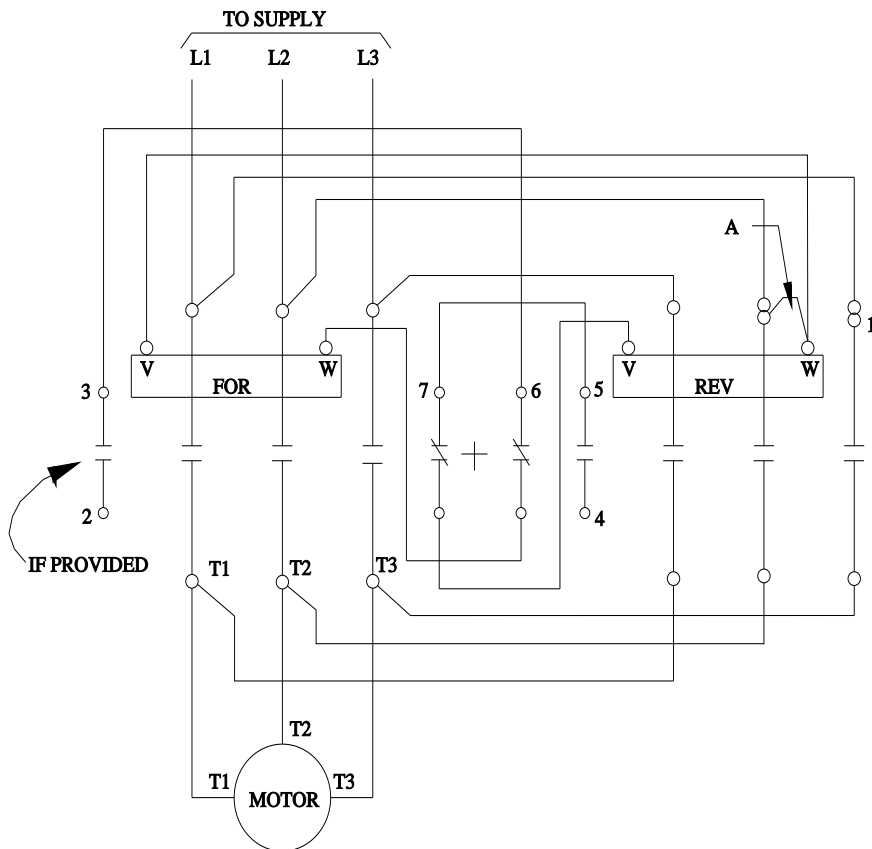 TO SUPPLY
L1 L2 L3
A
1
V W
FOR
V W
REV
3 7 6 5
2 4
IF PROVIDED
T1 T2 T3
T2
T1 T3
MOTOR